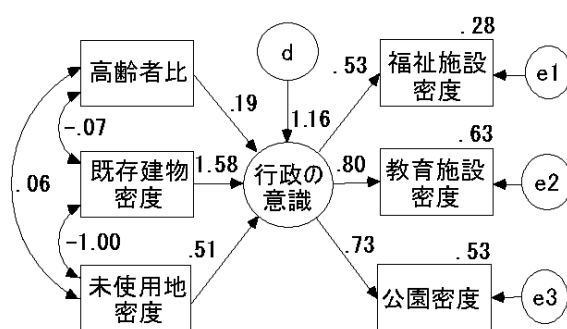 .28
高齢者比
d
.53
福祉施設
密度
e1
.19
1.16
-.07
.63
.06
既存建物
密度
1.58
行政の
意識
.80
教育施設
密度
e2
-1.00
.51
.73
.53
未使用地
密度
公園密度
e3